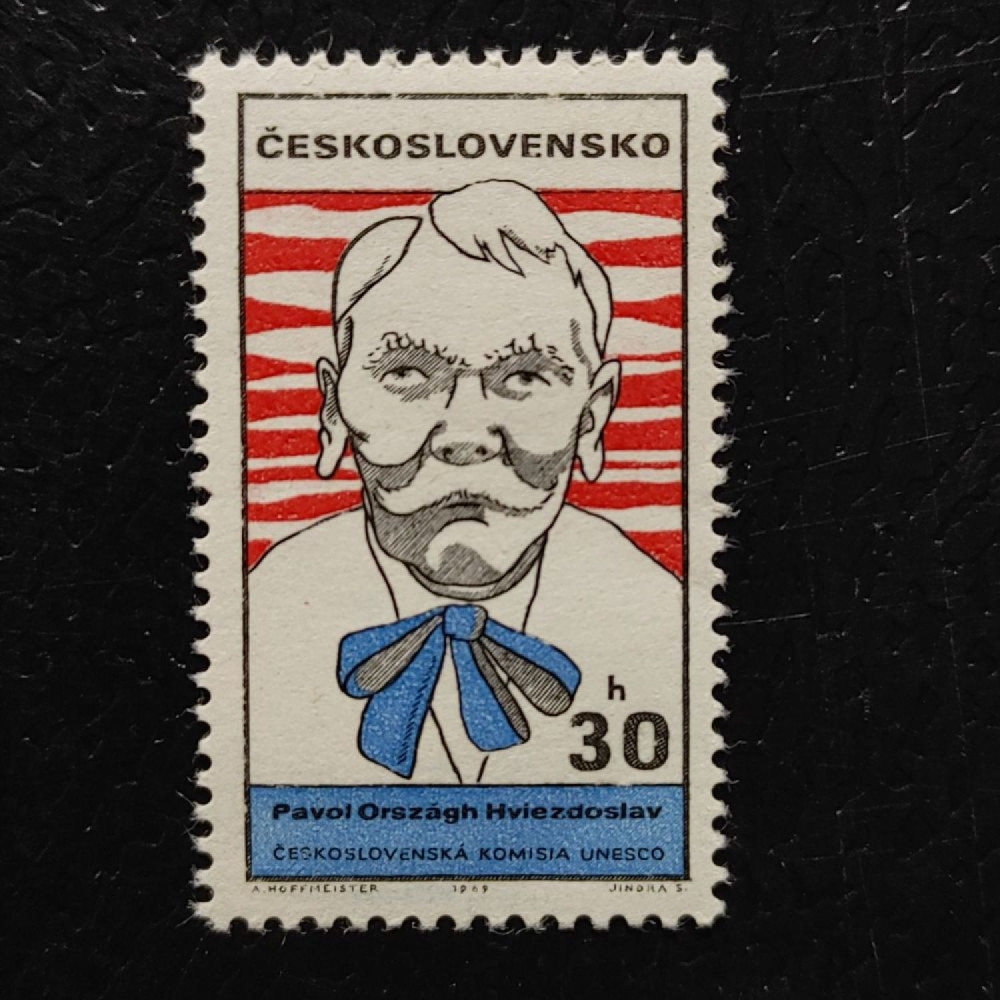 ČESKOSLOVENSKO
h
30
Pavol Országh Hviezdoslav
ČESKOSLOVENSKÁ KOMISIA UNESCO
A. HOFFMEISTER 1969 JINDRA S.